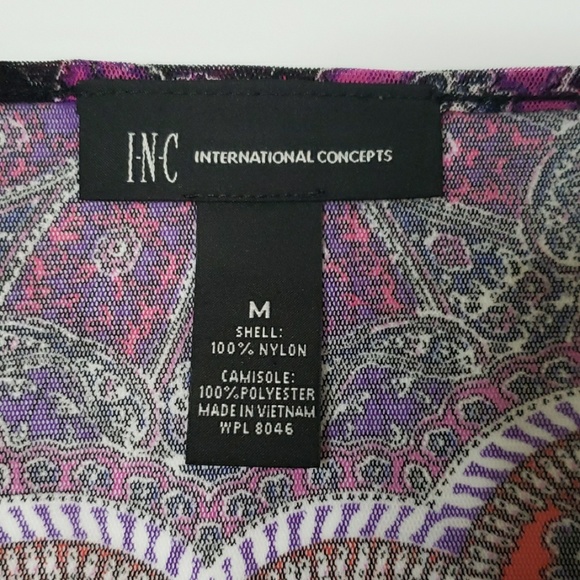 I·N·C INTERNATIONAL CONCEPTS
M
SHELL:
100% NYLON
CAMISOLE:
100%POLYESTER
MADE IN VIETNAM
WPL 8046